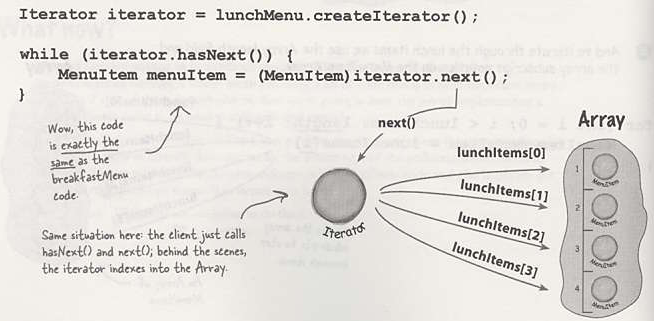 Iterator iterator = lunchMenu.createIterator();
while (iterator.hasNext()) {
MenuItem menuItem = (MenuItem)iterator.next();
}
Wow, this code
is exactly the
same as the
breakfastMenu
code.
next()
Array
lunchItems[0]
lunchItems[1]
lunchItems[2]
lunchItems[3]
Iterator
1
MenuItem
2
MenuItem
3
MenuItem
4
MenuItem
Same situation here: the client just calls
hasNext() and next(); behind the scenes,
the iterator indexes into the Array.